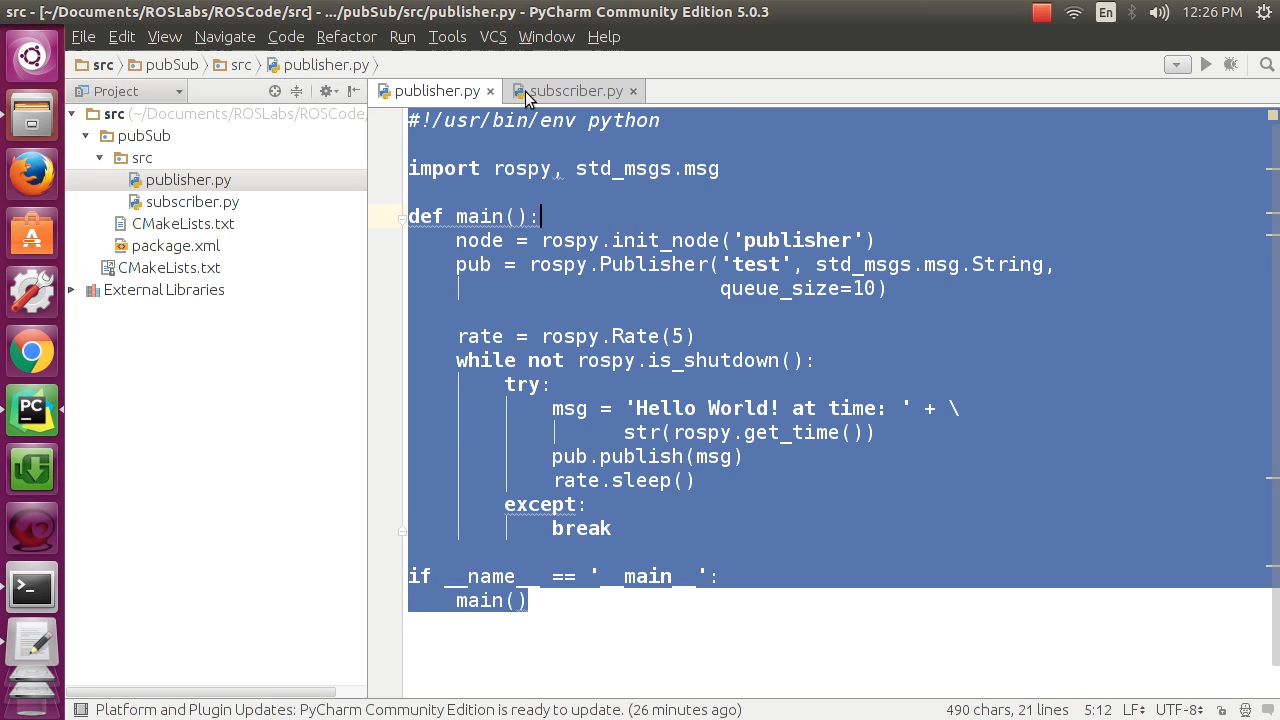 src - [~/Documents/ROSLabs/ROSCode/src] - .../pubSub/src/publisher.py - PyCharm Community Edition 5.0.3
En
12:26 PM
File Edit View Navigate Code Refactor Run Tools VCS Window Help
src pubSub src publisher.py
Project
publisher.py
subscriber.py
src (~/Documents/ROSLabs/ROSCode/
pubSub
src
publisher.py
subscriber.py
CMakeLists.txt
package.xml
CMakeLists.txt
External Libraries
#!/usr/bin/env python
import rospy, std_msgs.msg
def main():
node = rospy.init_node('publisher')
pub = rospy.Publisher('test', std_msgs.msg.String,
queue_size=10)
rate = rospy.Rate(5)
while not rospy.is_shutdown():
try:
msg = 'Hello World! at time: ' + \
str(rospy.get_time())
pub.publish(msg)
rate.sleep()
except:
break
if __name__ == '__main__':
main()
PC
>_
Platform and Plugin Updates: PyCharm Community Edition is ready to update. (26 minutes ago)
490 chars, 21 lines 5:12 LF÷ UTF-8÷